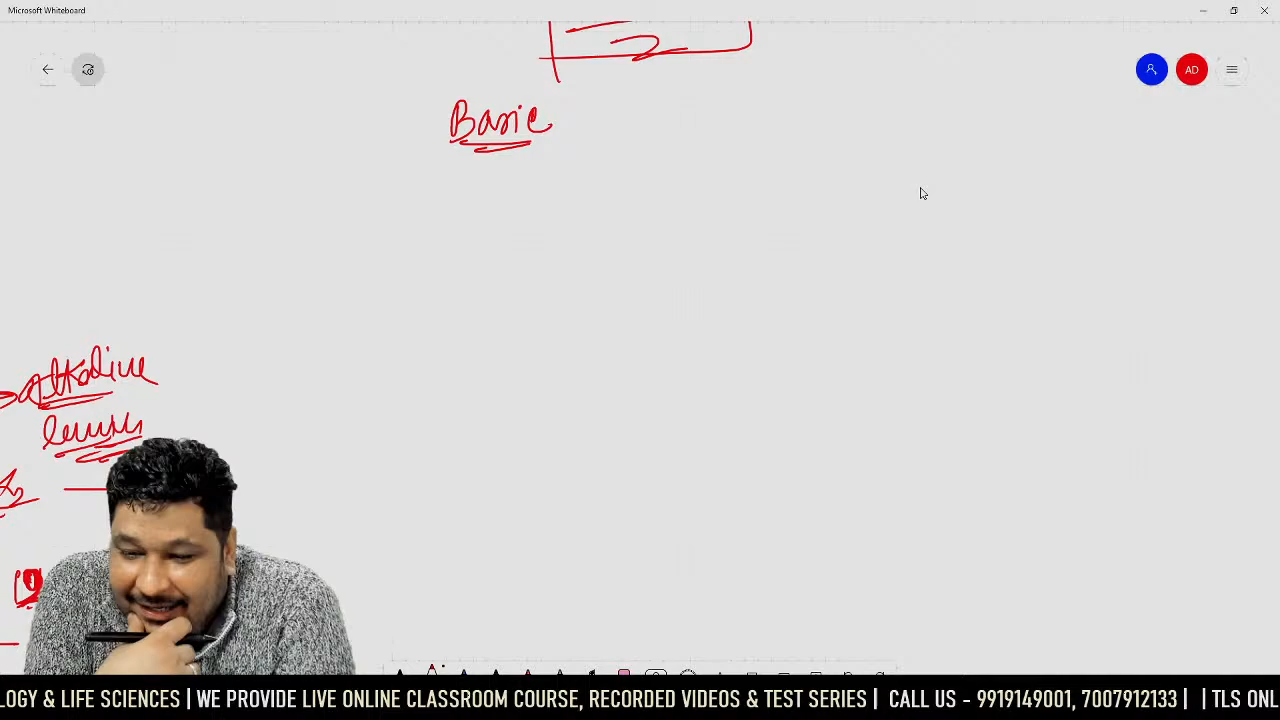 Microsoft Whiteboard
AD
Basic
alkaline
LOGY & LIFE SCIENCES | WE PROVIDE LIVE ONLINE CLASSROOM COURSE, RECORDED VIDEOS & TEST SERIES | CALL US - 9919149001, 7007912133 | | TLS ONL